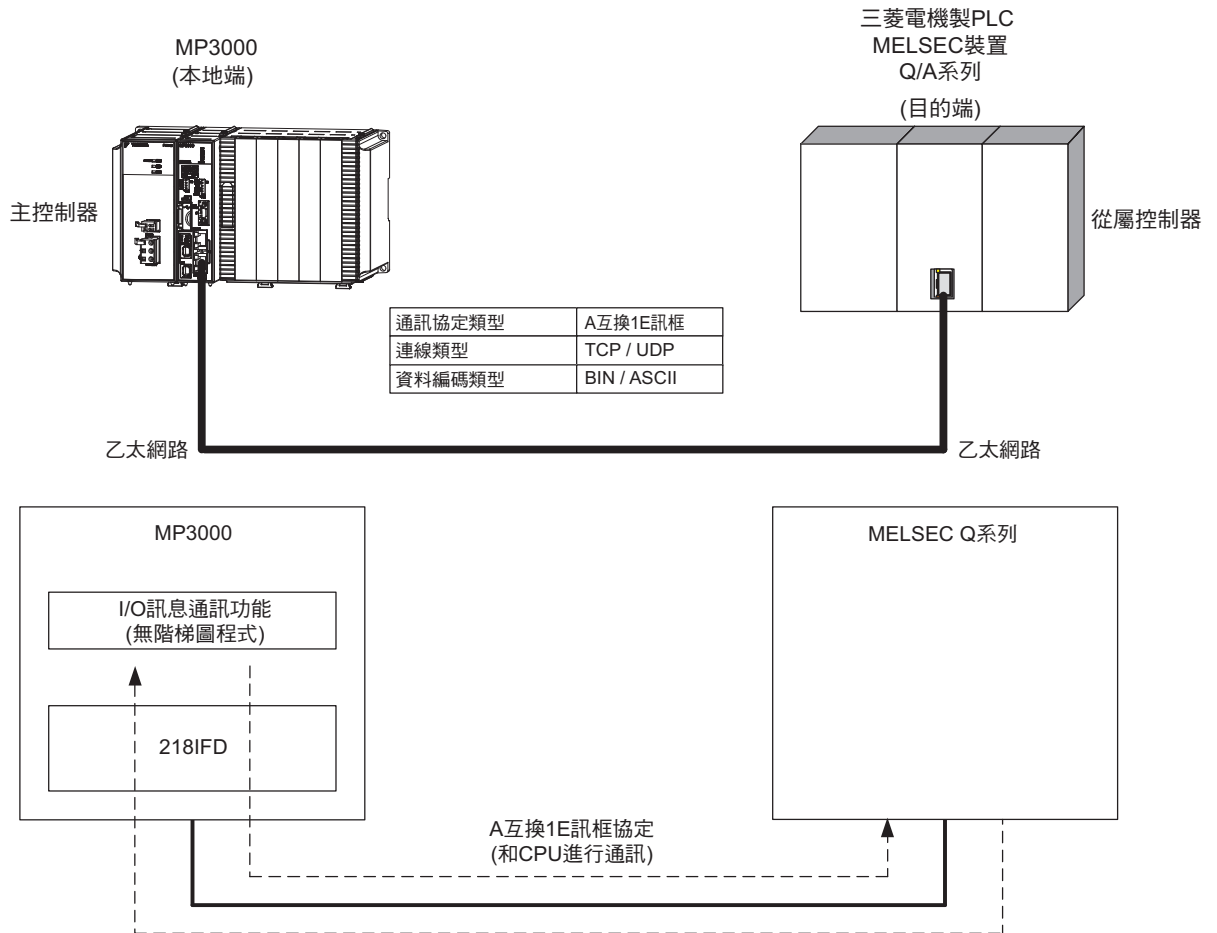 三菱電機製PLC
MELSEC裝置
Q/A系列
(目的端)
MP3000
(本地端)
主控制器
從屬控制器
通訊協定類型 A互換1E訊框
連線類型 TCP / UDP
資料編碼類型 BIN / ASCII
乙太網路
乙太網路
MP3000
MELSEC Q系列
I/O訊息通訊功能
(無階梯圖程式)
218IFD
A互換1E訊框協定
(和CPU進行通訊)